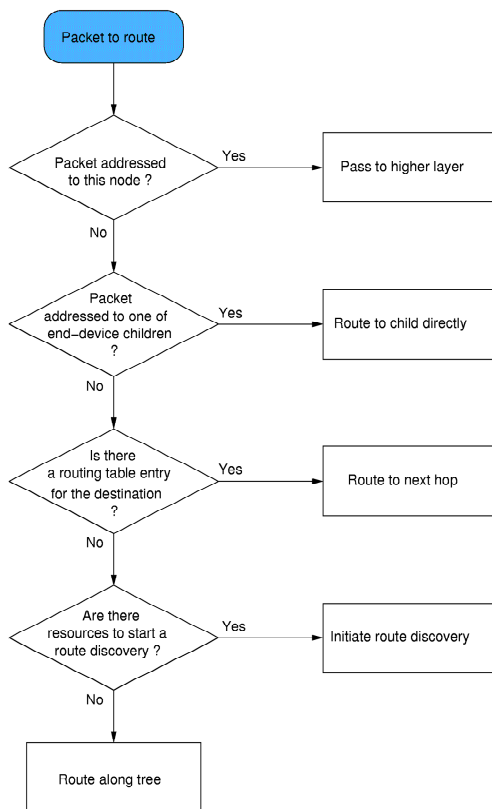 Packet to route
Packet addressed
to this node ?
Yes
Pass to higher layer
No
Packet
addressed to one of
end−device children
?
Yes
Route to child directly
No
Is there
a routing table entry
for the destination
?
Yes
Route to next hop
No
Are there
resources to start a
route discovery ?
Yes
Initiate route discovery
No
Route along tree